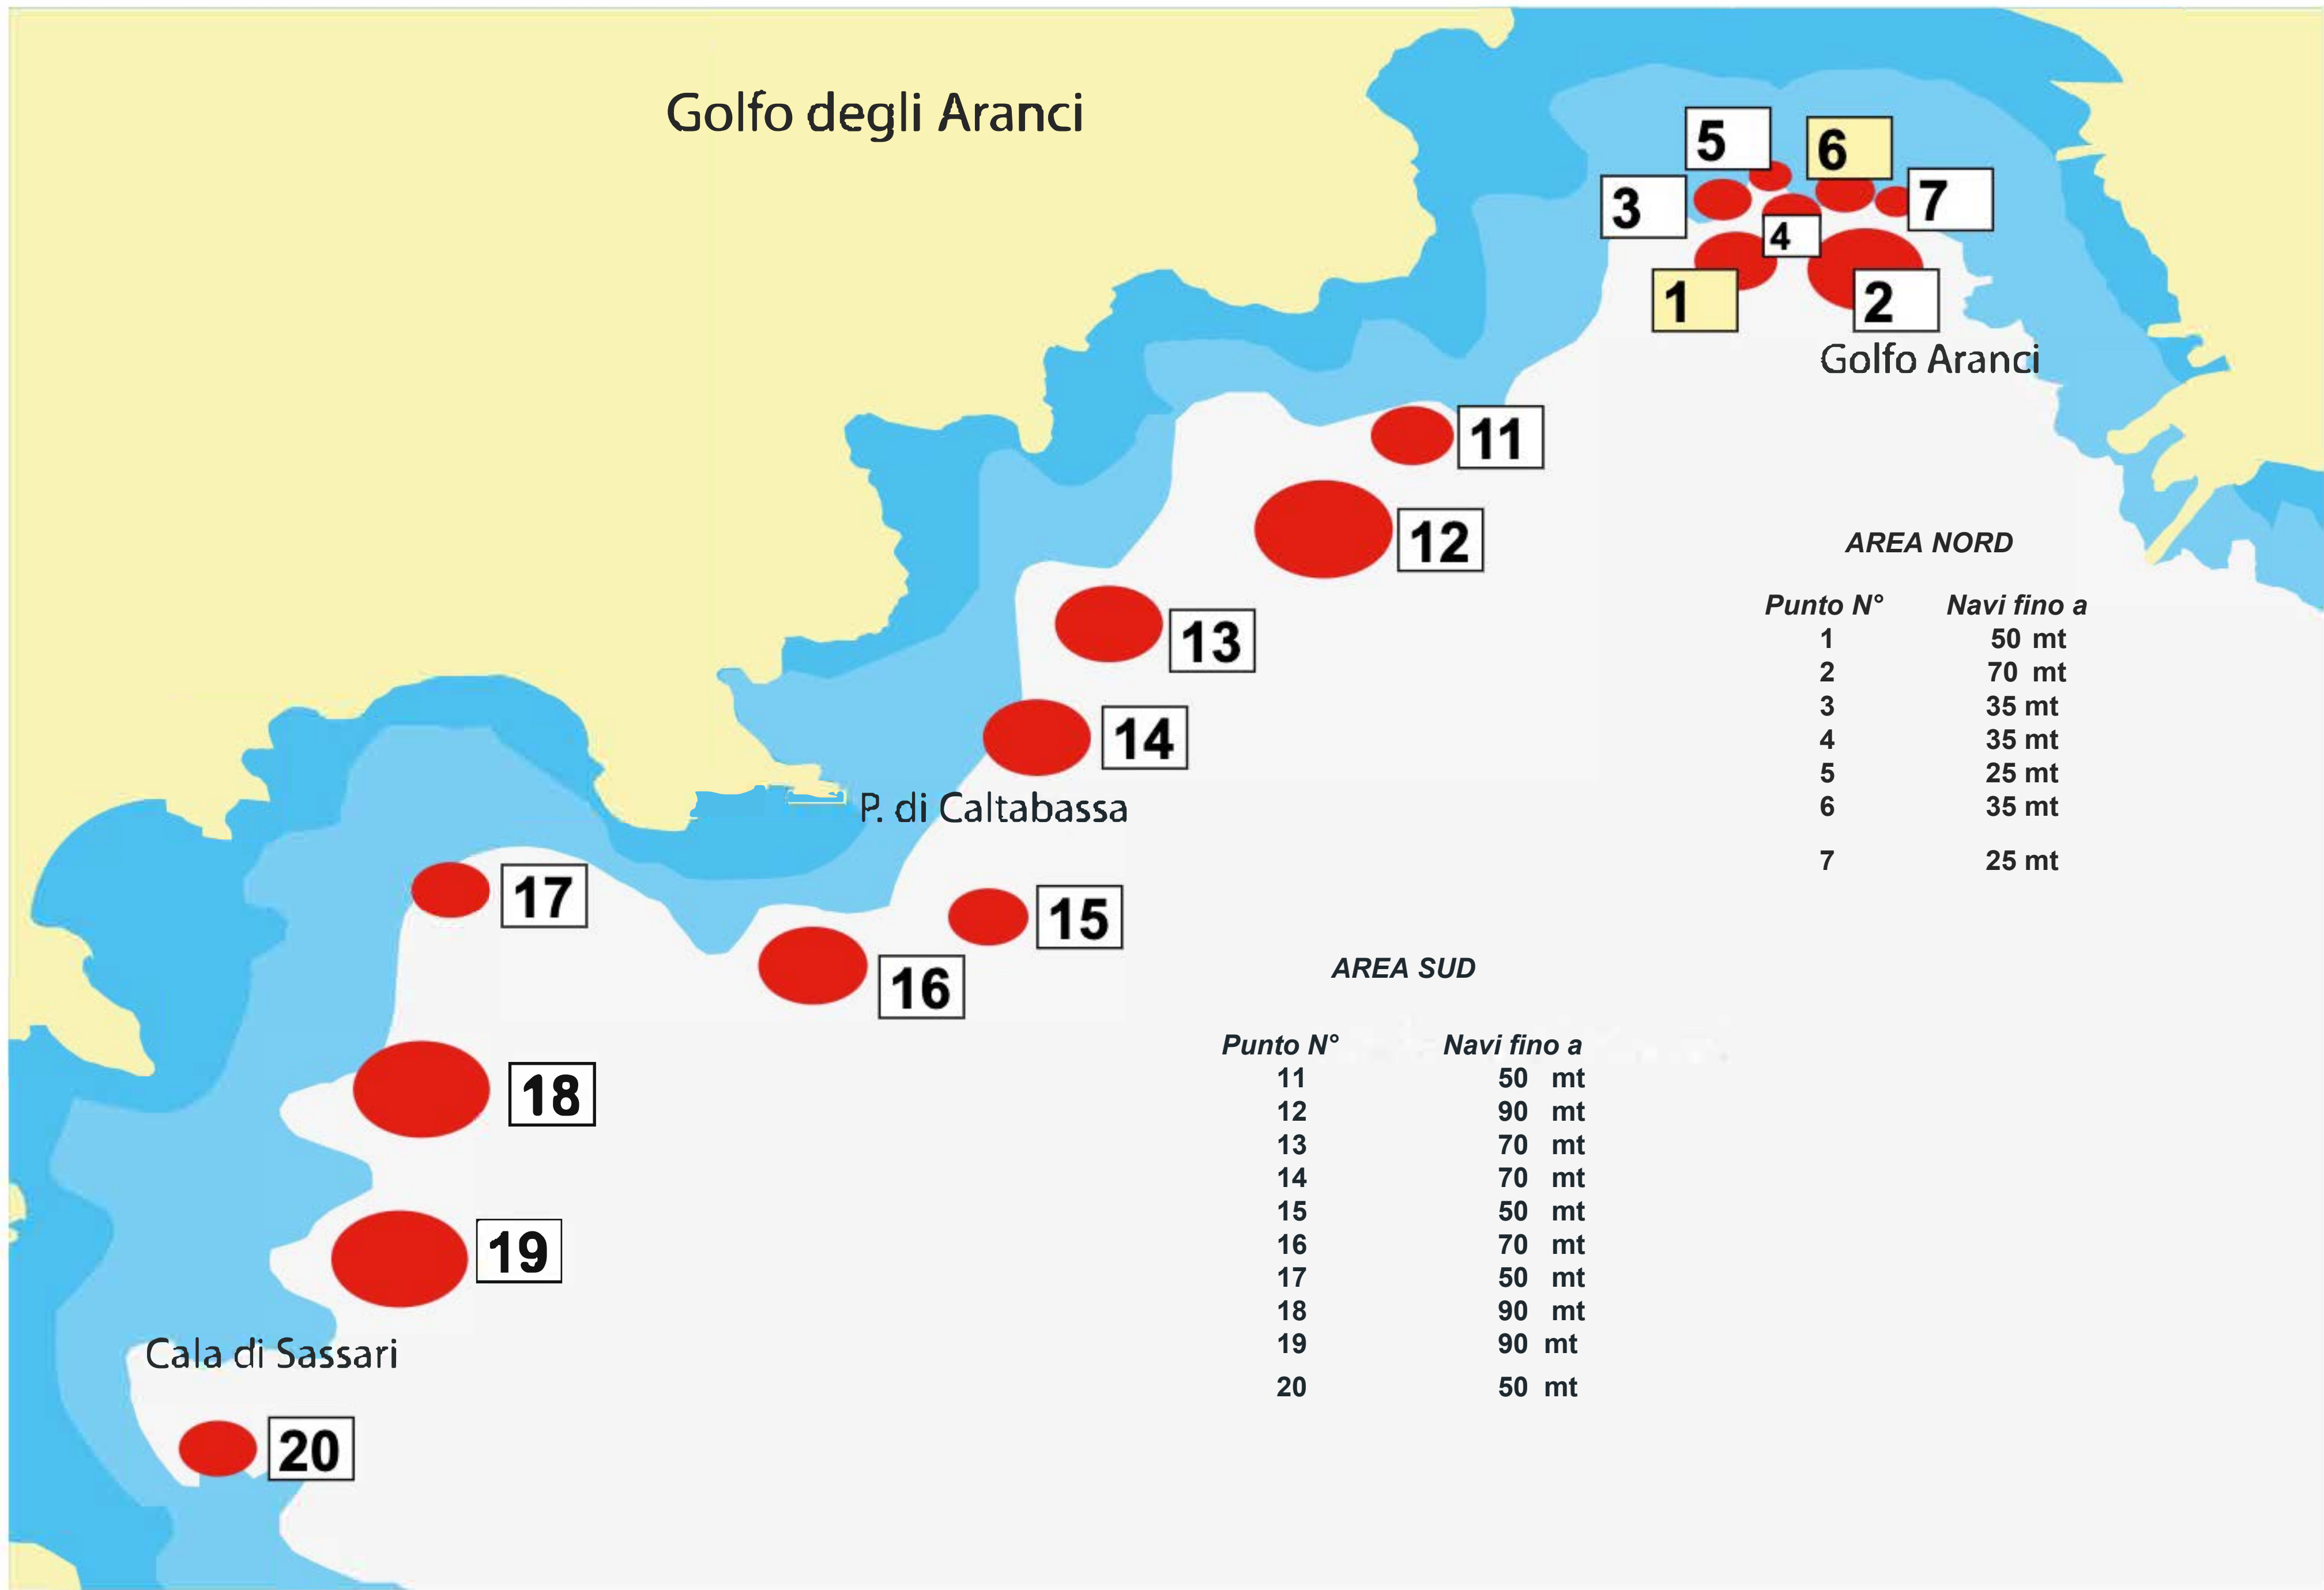 Golfo degli Aranci
5
6
3
7
4
1
2
Golfo Aranci
11
12
13
14
P. di Caltabassa
17
15
16
18
19
Cala di Sassari
20
AREA NORD
Punto N° Navi fino a
1 50 mt
2 70 mt
3 35 mt
4 35 mt
5 25 mt
6 35 mt
7 25 mt
AREA SUD
Punto N° Navi fino a
11 50 mt
12 90 mt
13 70 mt
14 70 mt
15 50 mt
16 70 mt
17 50 mt
18 90 mt
19 90 mt
20 50 mt